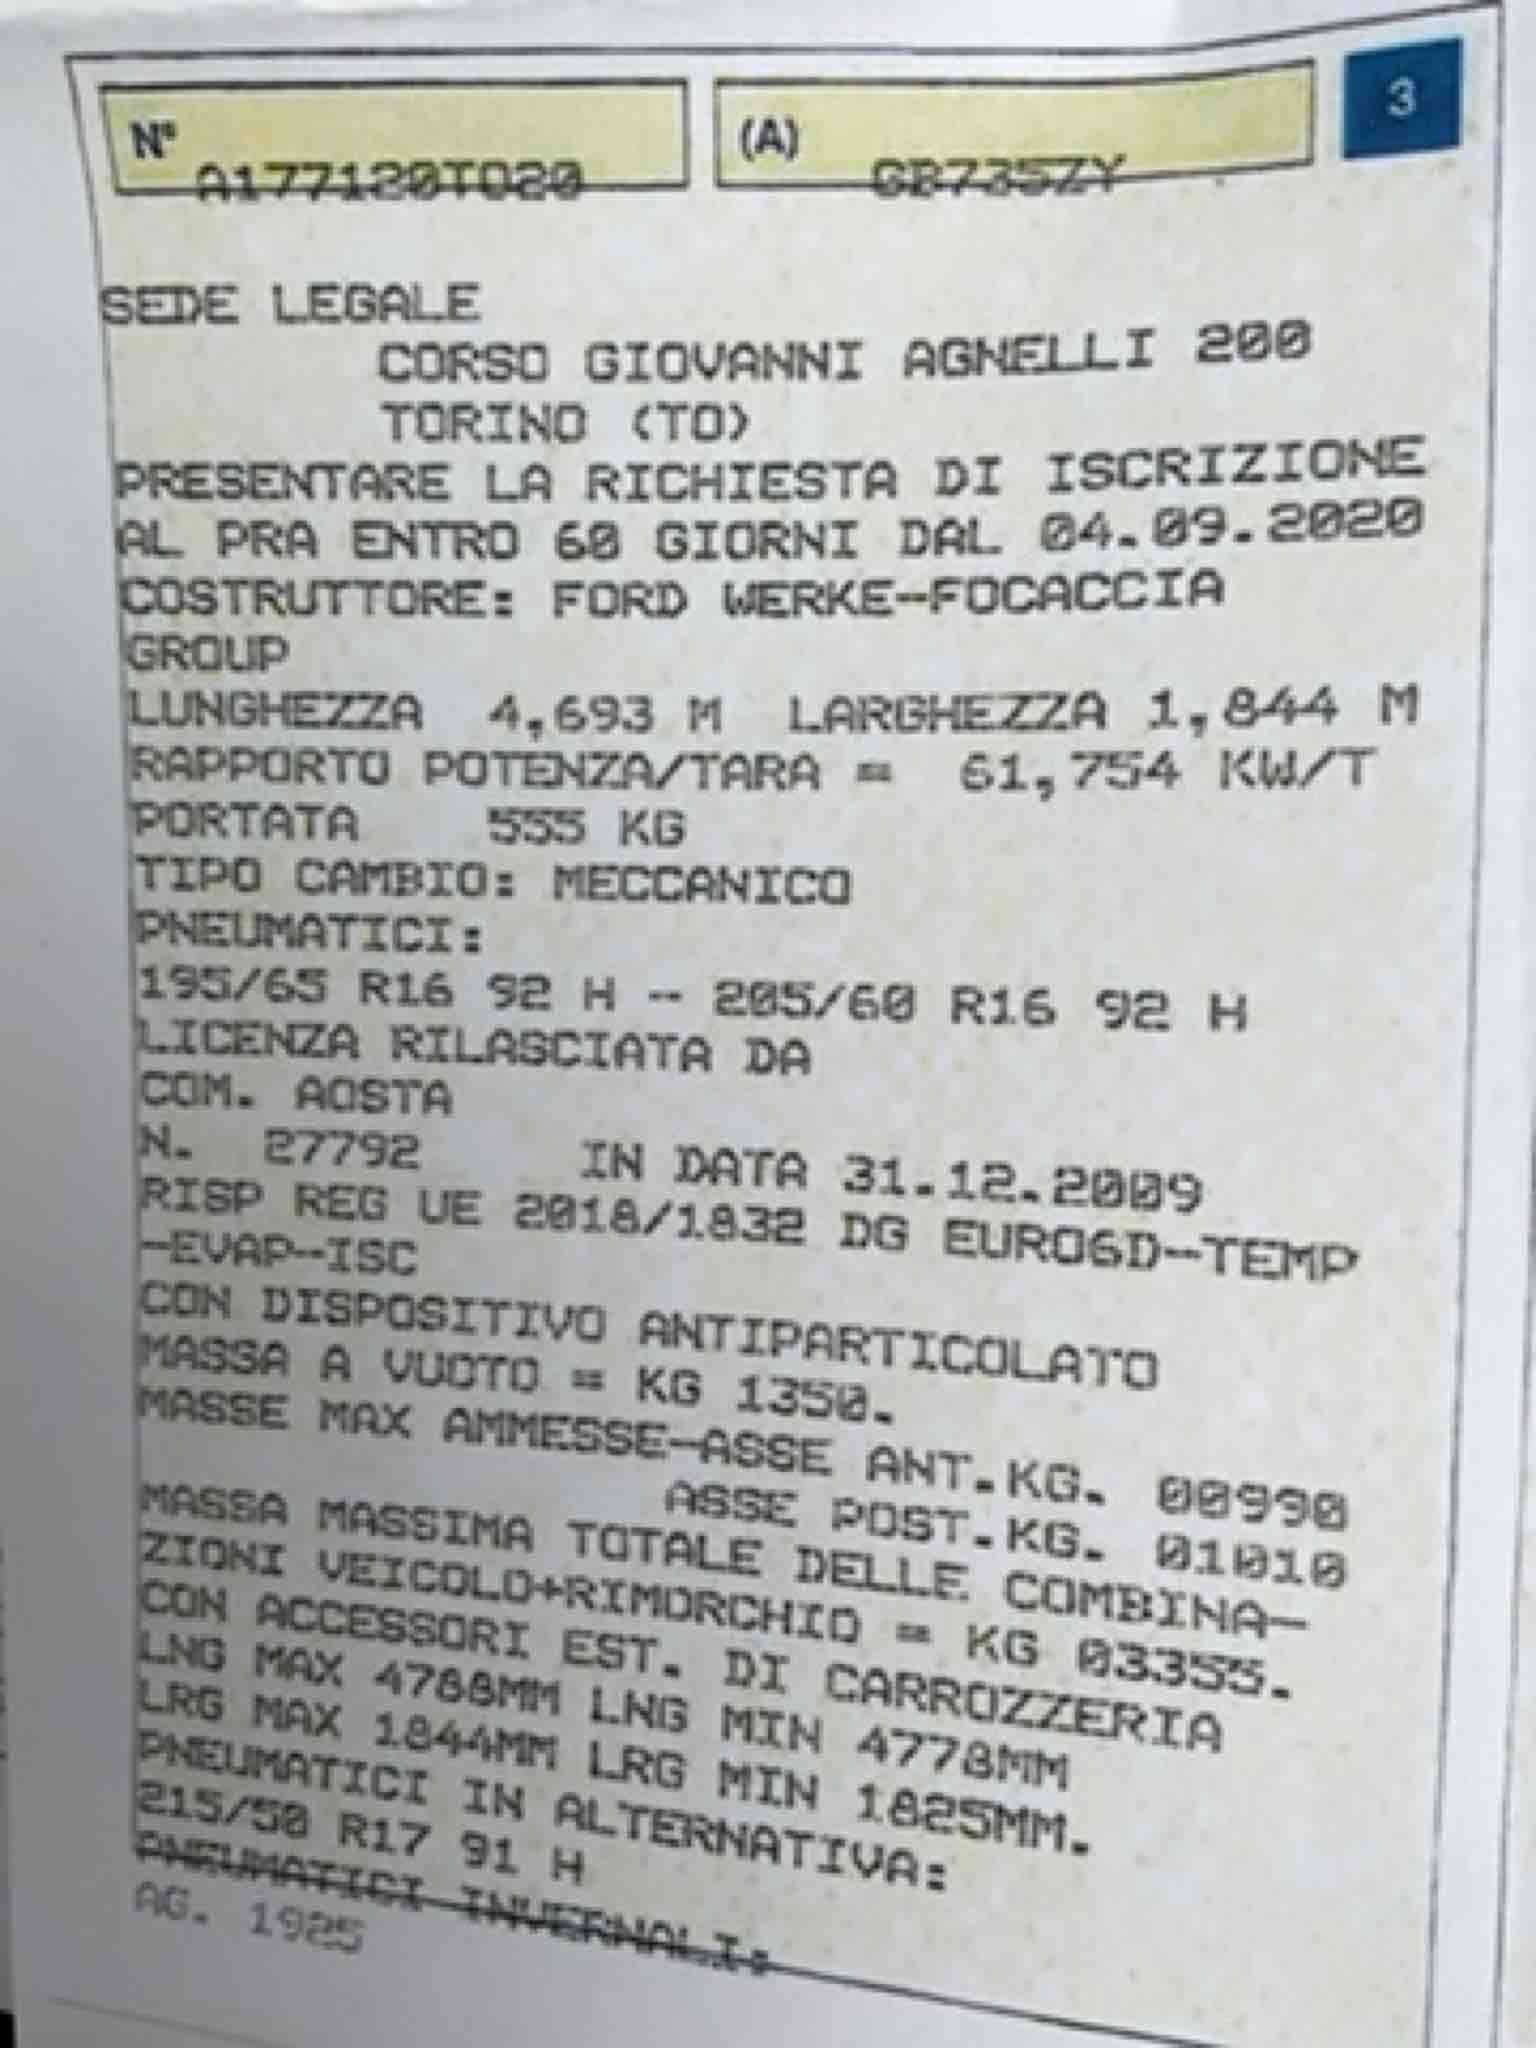 N° A177120TO20 (A) GB735ZY 3
SEDE LEGALE
CORSO GIOVANNI AGNELLI 200
TORINO (TO)
PRESENTARE LA RICHIESTA DI ISCRIZIONE
AL PRA ENTRO 60 GIORNI DAL 04.09.2020
COSTRUTTORE: FORD WERKE-FOCACCIA
GROUP
LUNGHEZZA 4,693 M LARGHEZZA 1,844 M
RAPPORTO POTENZA/TARA = 61,754 KW/T
PORTATA 555 KG
TIPO CAMBIO: MECCANICO
PNEUMATICI:
195/65 R16 92 H -- 205/60 R16 92 H
LICENZA RILASCIATA DA
COM. AOSTA
N. 27792 IN DATA 31.12.2009
RISP REG UE 2018/1832 DG EURO6D-TEMP
-EVAP-ISC
CON DISPOSITIVO ANTIPARTICOLATO
MASSA A VUOTO = KG 1350.
MASSE MAX AMMESSE-ASSE ANT.KG. 00990
ASSE POST.KG. 01010
MASSA MASSIMA TOTALE DELLE COMBINA-
ZIONI VEICOLO+RIMORCHIO = KG 03355.
CON ACCESSORI EST. DI CARROZZERIA
LNG MAX 4788MM LNG MIN 4778MM
LRG MAX 1844MM LRG MIN 1825MM.
PNEUMATICI IN ALTERNATIVA:
215/50 R17 91 H
PNEUMATICI INVERNALI:
AG. 1925